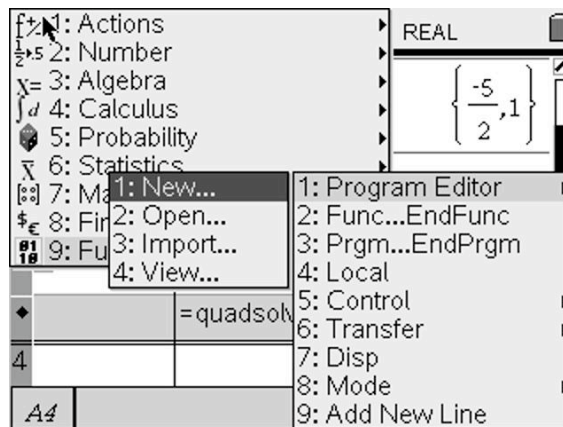 1: Actions
2: Number
3: Algebra
4: Calculus
5: Probability
6: Statistics
7: Ma
8: Fin
9: Fu
1: New...
2: Open...
3: Import...
4: View...
1: Program Editor
2: Func...EndFunc
3: Prgm...EndPrgm
4: Local
5: Control
6: Transfer
7: Disp
8: Mode
9: Add New Line
REAL
{-5/2,1}
=quadsolv
4
A4